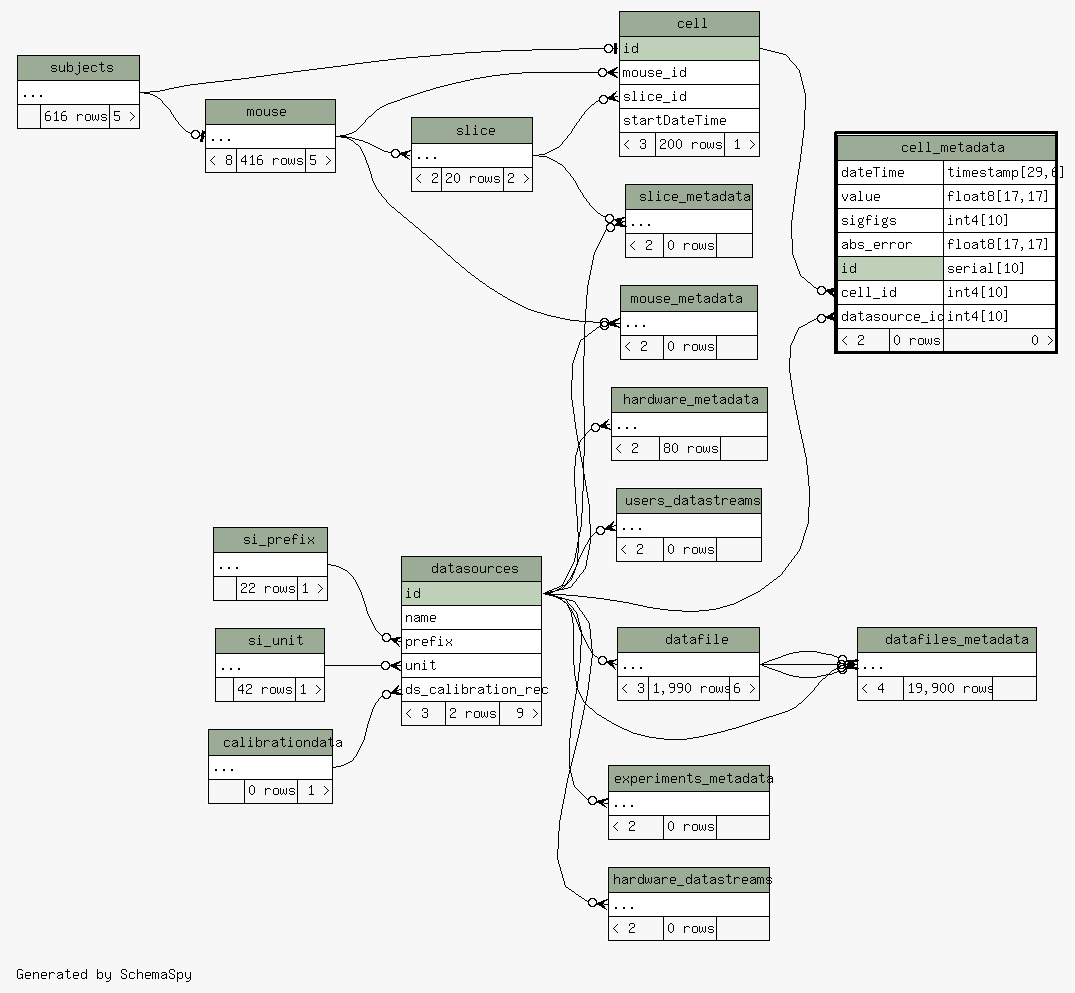 cell
id
mouse_id
slice_id
startDateTime
< 3 200 rows 1 >
subjects
...
616 rows 5 >
mouse
...
< 8 416 rows 5 >
slice
...
< 2 20 rows 2 >
cell_metadata
dateTime timestamp[29,6]
value float8[17,17]
sigfigs int4[10]
abs_error float8[17,17]
id serial[10]
cell_id int4[10]
datasource_id int4[10]
< 2 0 rows 0 >
slice_metadata
...
< 2 0 rows
mouse_metadata
...
< 2 0 rows
hardware_metadata
...
< 2 80 rows
users_datastreams
...
< 2 0 rows
si_prefix
...
22 rows 1 >
si_unit
...
42 rows 1 >
calibrationdata
...
0 rows 1 >
datasources
id
name
prefix
unit
ds_calibration_rec
< 3 2 rows 9 >
datafile
...
< 3 1,990 rows 6 >
datafiles_metadata
...
< 4 19,900 rows
experiments_metadata
...
< 2 0 rows
hardware_datastreams
...
< 2 0 rows
Generated by SchemaSpy